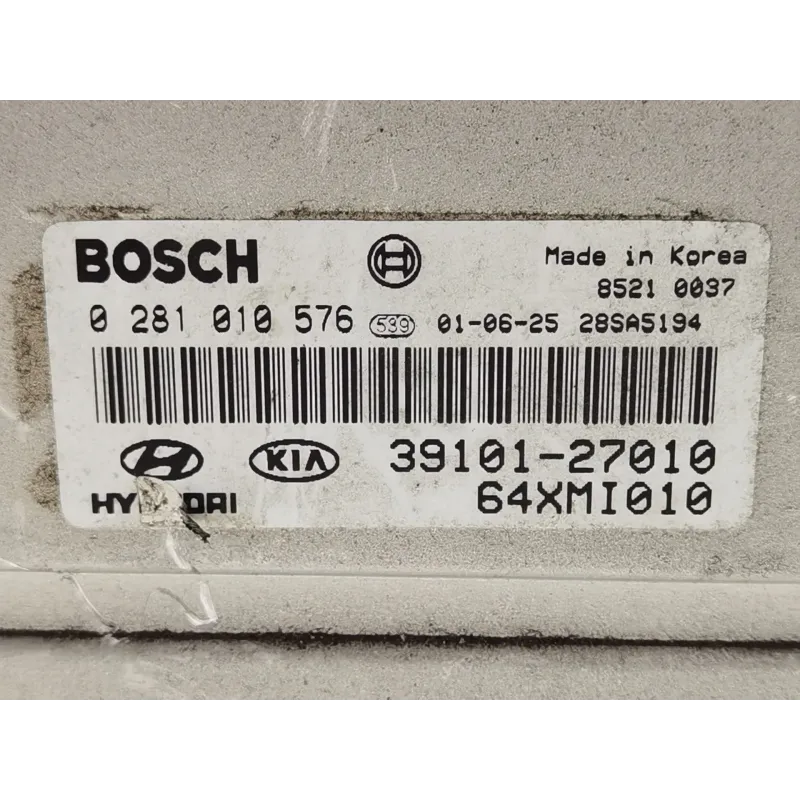 BOSCH
Made in Korea
8521 0037
0 281 010 576 539 01-06-25 28SA5194
KIA 39101-27010
64XMI010